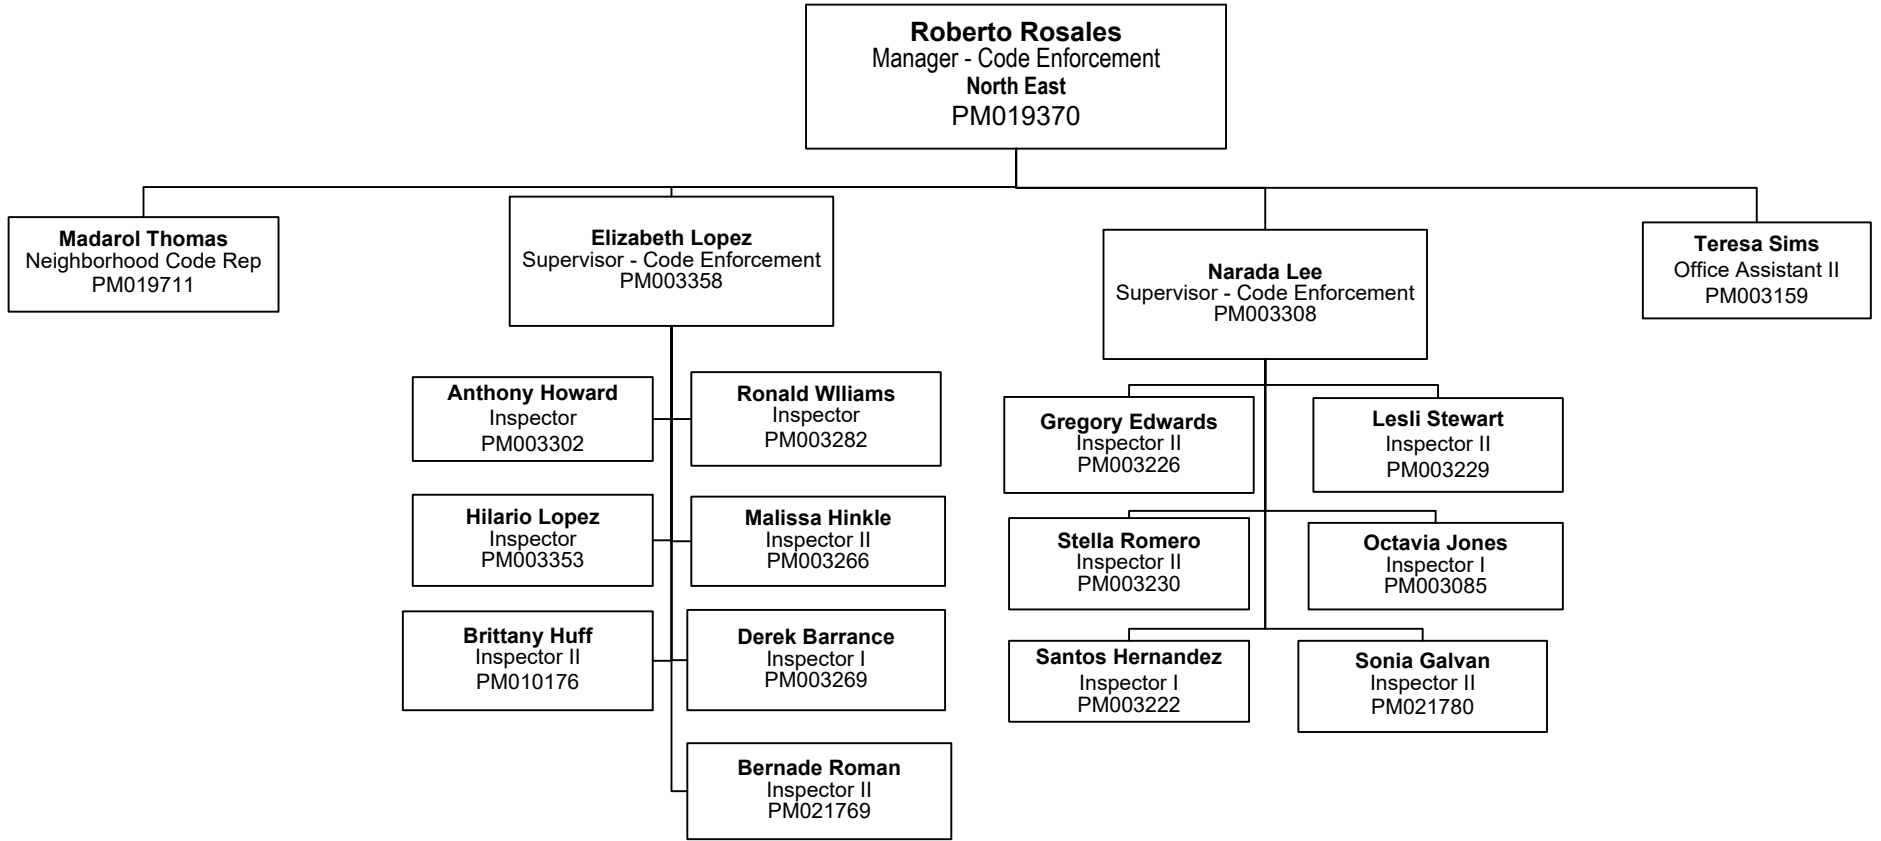 Roberto Rosales
Manager - Code Enforcement
North East
PM019370
Madarol Thomas
Neighborhood Code Rep
PM019711
Elizabeth Lopez
Supervisor - Code Enforcement
PM003358
Narada Lee
Supervisor - Code Enforcement
PM003308
Teresa Sims
Office Assistant II
PM003159
Anthony Howard
Inspector
PM003302
Ronald Wlliams
Inspector
PM003282
Gregory Edwards
Inspector II
PM003226
Lesli Stewart
Inspector II
PM003229
Hilario Lopez
Inspector
PM003353
Malissa Hinkle
Inspector II
PM003266
Stella Romero
Inspector II
PM003230
Octavia Jones
Inspector I
PM003085
Brittany Huff
Inspector II
PM010176
Derek Barrance
Inspector I
PM003269
Santos Hernandez
Inspector I
PM003222
Sonia Galvan
Inspector II
PM021780
Bernade Roman
Inspector II
PM021769